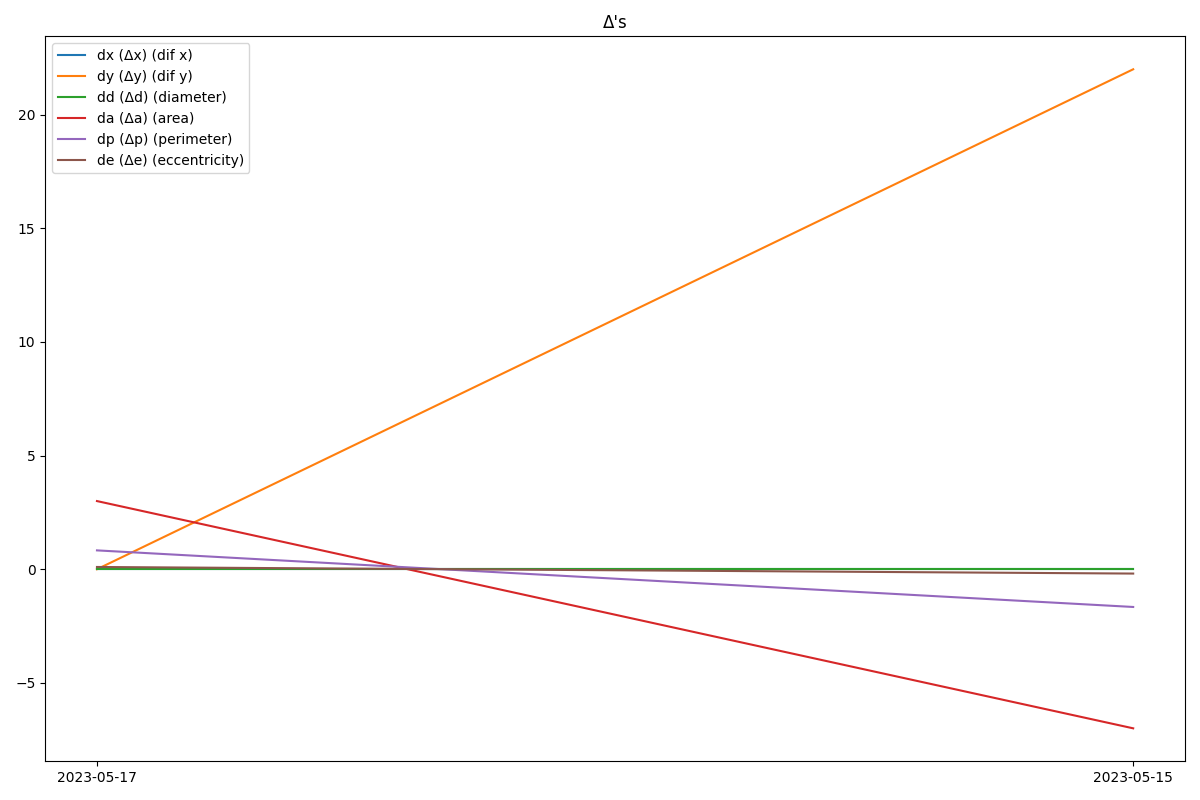 Δ's
dx (Δx) (dif x)
dy (Δy) (dif y)
dd (Δd) (diameter)
da (Δa) (area)
dp (Δp) (perimeter)
de (Δe) (eccentricity)
20
15
10
5
0
−5
2023-05-17 2023-05-15